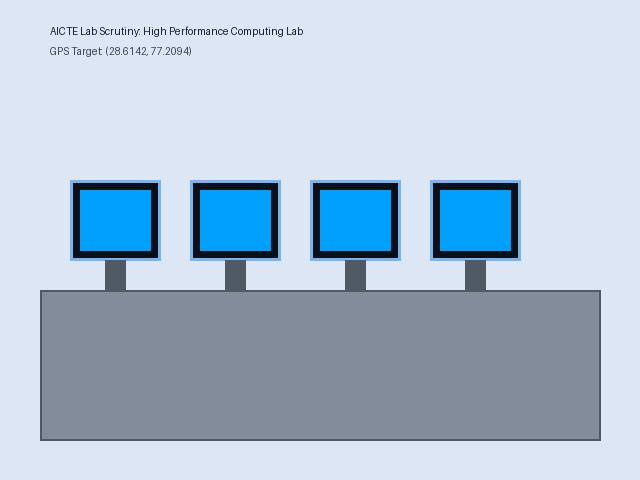 AICTE Lab Scrutiny: High Performance Computing Lab
GPS Target: (28.6142, 77.2094)